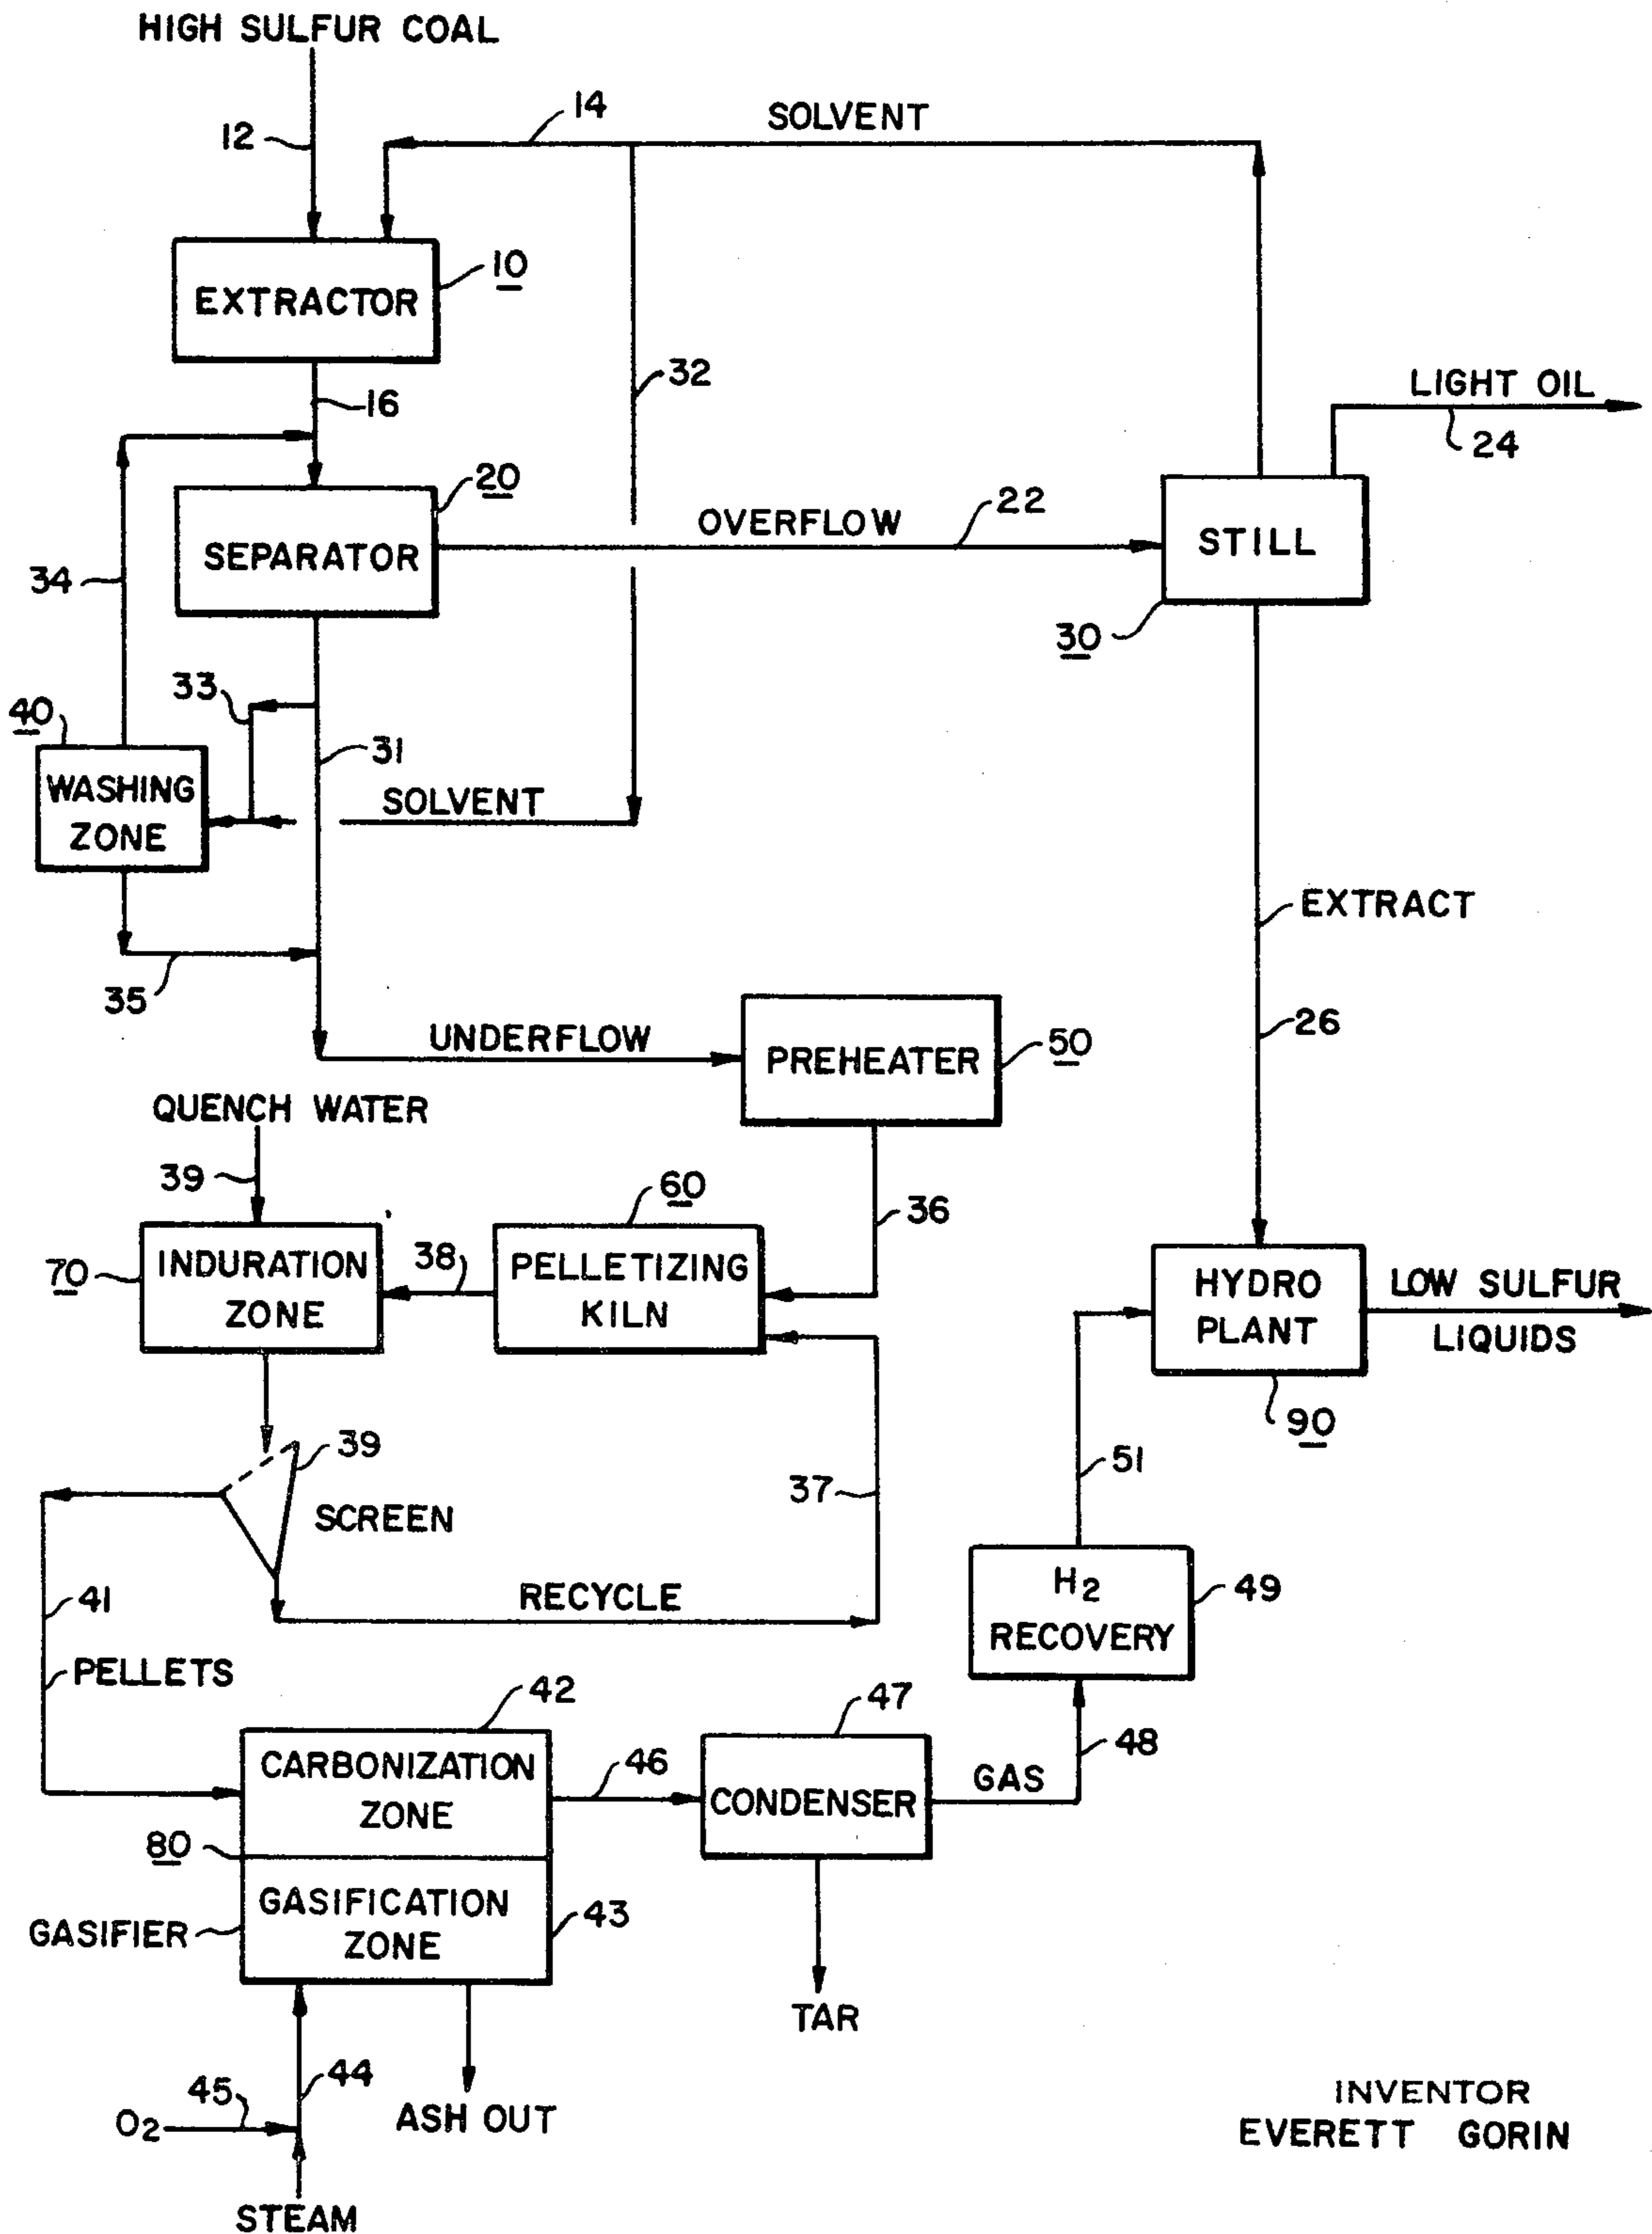 HIGH SULFUR COAL
14
SOLVENT
12
10
EXTRACTOR
32
16
LIGHT OIL
24
20
22
OVERFLOW
SEPARATOR
STILL
34
30
33
40
31
WASHING
ZONE
SOLVENT
EXTRACT
35
26
UNDERFLOW
PREHEATER
50
QUENCH WATER
39
60
36
INDURATION
ZONE
70
38
PELLETIZING
KILN
HYDRO
PLANT
LOW SULFUR
LIQUIDS
90
39
SCREEN
37
51
RECYCLE
H2
RECOVERY
49
41
PELLETS
42
47
CARBONIZATION
ZONE
46
CONDENSER
GAS
48
80
GASIFICATION
ZONE
43
GASIFIER
TAR
44
45
O2
ASH OUT
STEAM
INVENTOR
EVERETT GORIN